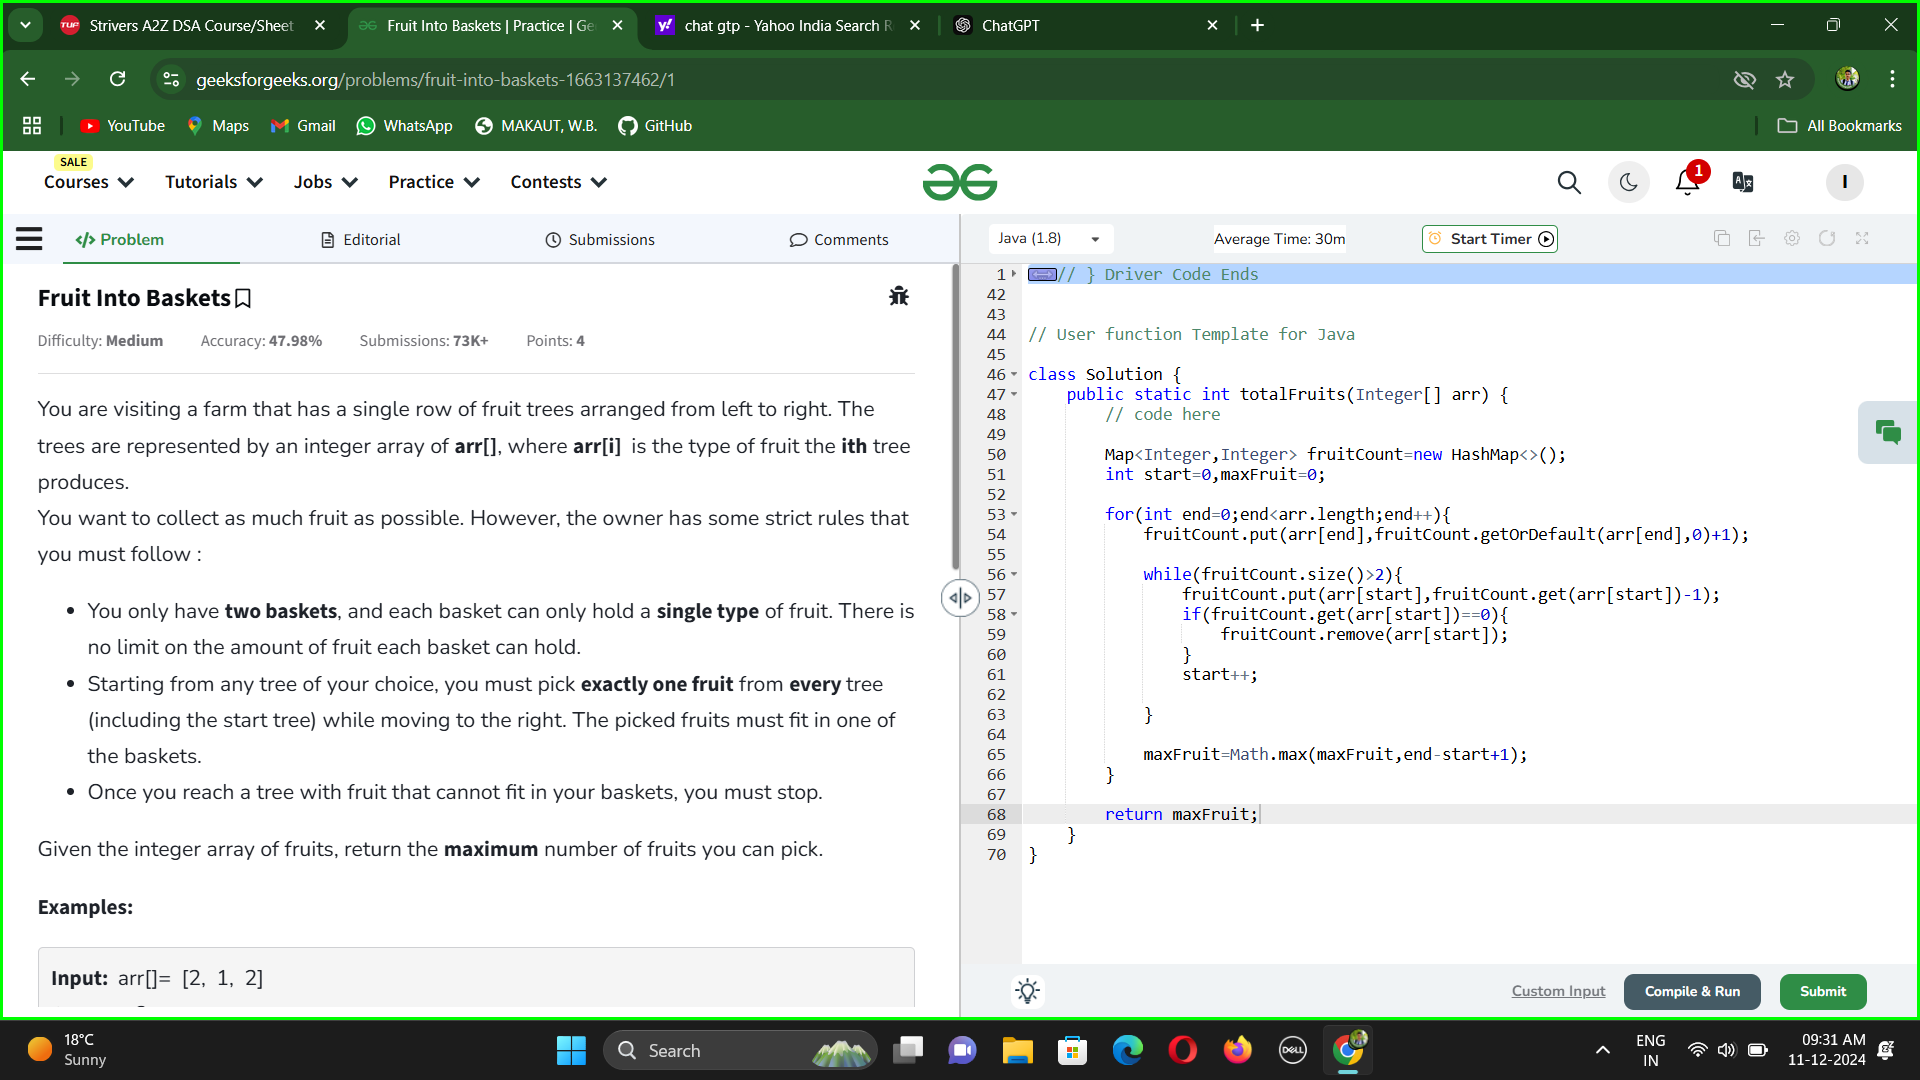 Strivers A2Z DSA Course/Sheet
Fruit Into Baskets | Practice | Ge
chat gtp - Yahoo India Search R
ChatGPT
geeksforgeeks.org/problems/fruit-into-baskets-1663137462/1
YouTube
Maps
Gmail
WhatsApp
MAKAUT, W.B.
GitHub
All Bookmarks
SALE
Courses
Tutorials
Jobs
Practice
Contests
1
I
Problem
Editorial
Submissions
Comments
Java (1.8)
Average Time: 30m
Start Timer
Fruit Into Baskets
Difficulty: Medium Accuracy: 47.98% Submissions: 73K+ Points: 4
You are visiting a farm that has a single row of fruit trees arranged from left to right. The
trees are represented by an integer array of arr[], where arr[i] is the type of fruit the ith tree
produces.
You want to collect as much fruit as possible. However, the owner has some strict rules that
you must follow :
• You only have two baskets, and each basket can only hold a single type of fruit. There is
no limit on the amount of fruit each basket can hold.
• Starting from any tree of your choice, you must pick exactly one fruit from every tree
(including the start tree) while moving to the right. The picked fruits must fit in one of
the baskets.
• Once you reach a tree with fruit that cannot fit in your baskets, you must stop.
Given the integer array of fruits, return the maximum number of fruits you can pick.
Examples:
Input: arr[]= [2, 1, 2]
1 // } Driver Code Ends
42
43
44 // User function Template for Java
45
46 class Solution {
47 public static int totalFruits(Integer[] arr) {
48 // code here
49
50 Map<Integer,Integer> fruitCount=new HashMap<>();
51 int start=0,maxFruit=0;
52
53 for(int end=0;end<arr.length;end++){
54 fruitCount.put(arr[end],fruitCount.getOrDefault(arr[end],0)+1);
55
56 while(fruitCount.size()>2){
57 fruitCount.put(arr[start],fruitCount.get(arr[start])-1);
58 if(fruitCount.get(arr[start])==0){
59 fruitCount.remove(arr[start]);
60 }
61 start++;
62
63 }
64
65 maxFruit=Math.max(maxFruit,end-start+1);
66 }
67
68 return maxFruit;
69 }
70 }
Custom Input
Compile & Run
Submit
18°C
Sunny
Search
DELL
ENG
IN
09:31 AM
11-12-2024